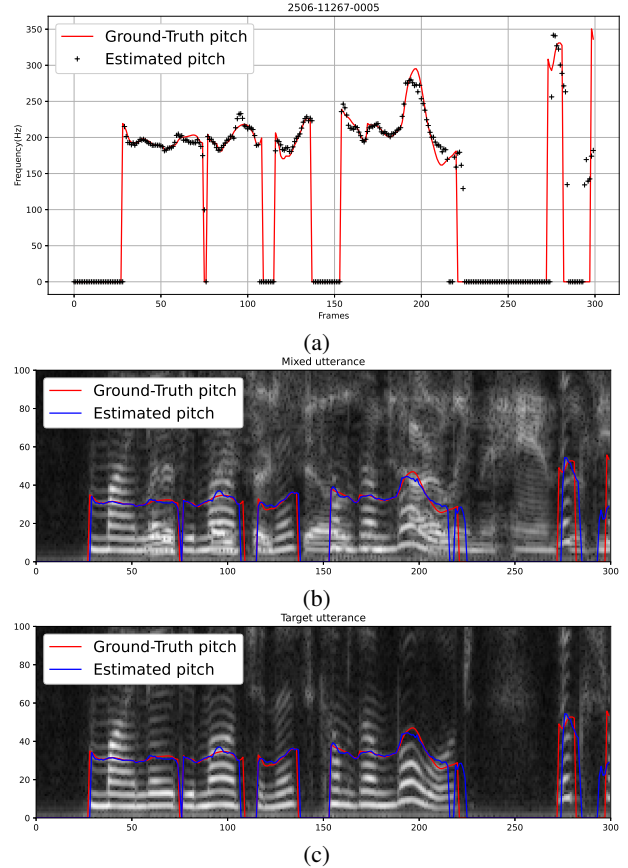 2506-11267-0005
Ground-Truth pitch
Estimated pitch
Frequency(Hz)
350
300
250
200
150
100
50
0
0 50 100 150 200 250 300
Frames
(a)
Mixed utterance
Ground-Truth pitch
Estimated pitch
100
80
60
40
20
0
0 50 100 150 200 250 300
(b)
Target utterance
Ground-Truth pitch
Estimated pitch
100
80
60
40
20
0
0 50 100 150 200 250 300
(c)